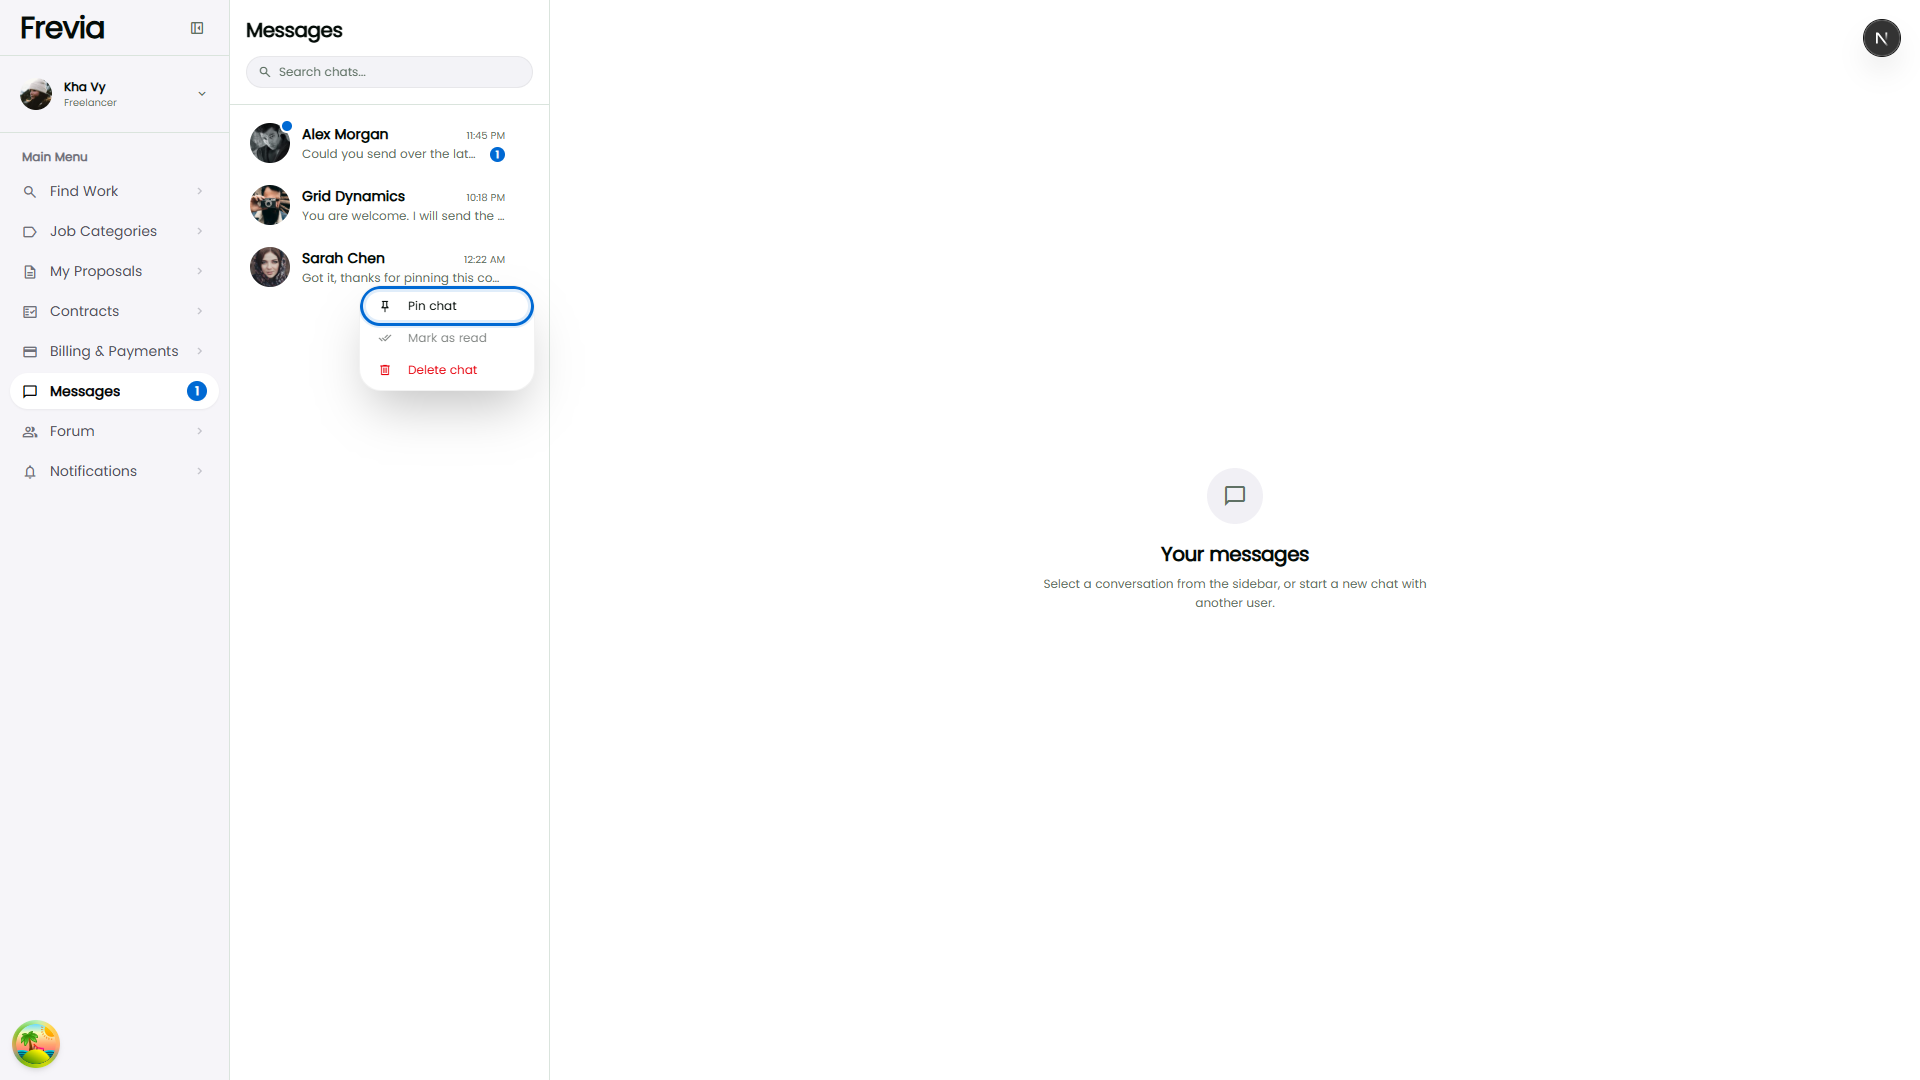 Frevia
Kha Vy
Freelancer
Main Menu
Find Work
Job Categories
My Proposals
Contracts
Billing & Payments
Messages
1
Forum
Notifications
Messages
Search chats...
Alex Morgan
11:45 PM
Could you send over the lat...
1
Grid Dynamics
10:18 PM
You are welcome. I will send the ...
Sarah Chen
12:22 AM
Got it, thanks for pinning this co...
Pin chat
Mark as read
Delete chat
N
Your messages
Select a conversation from the sidebar, or start a new chat with
another user.